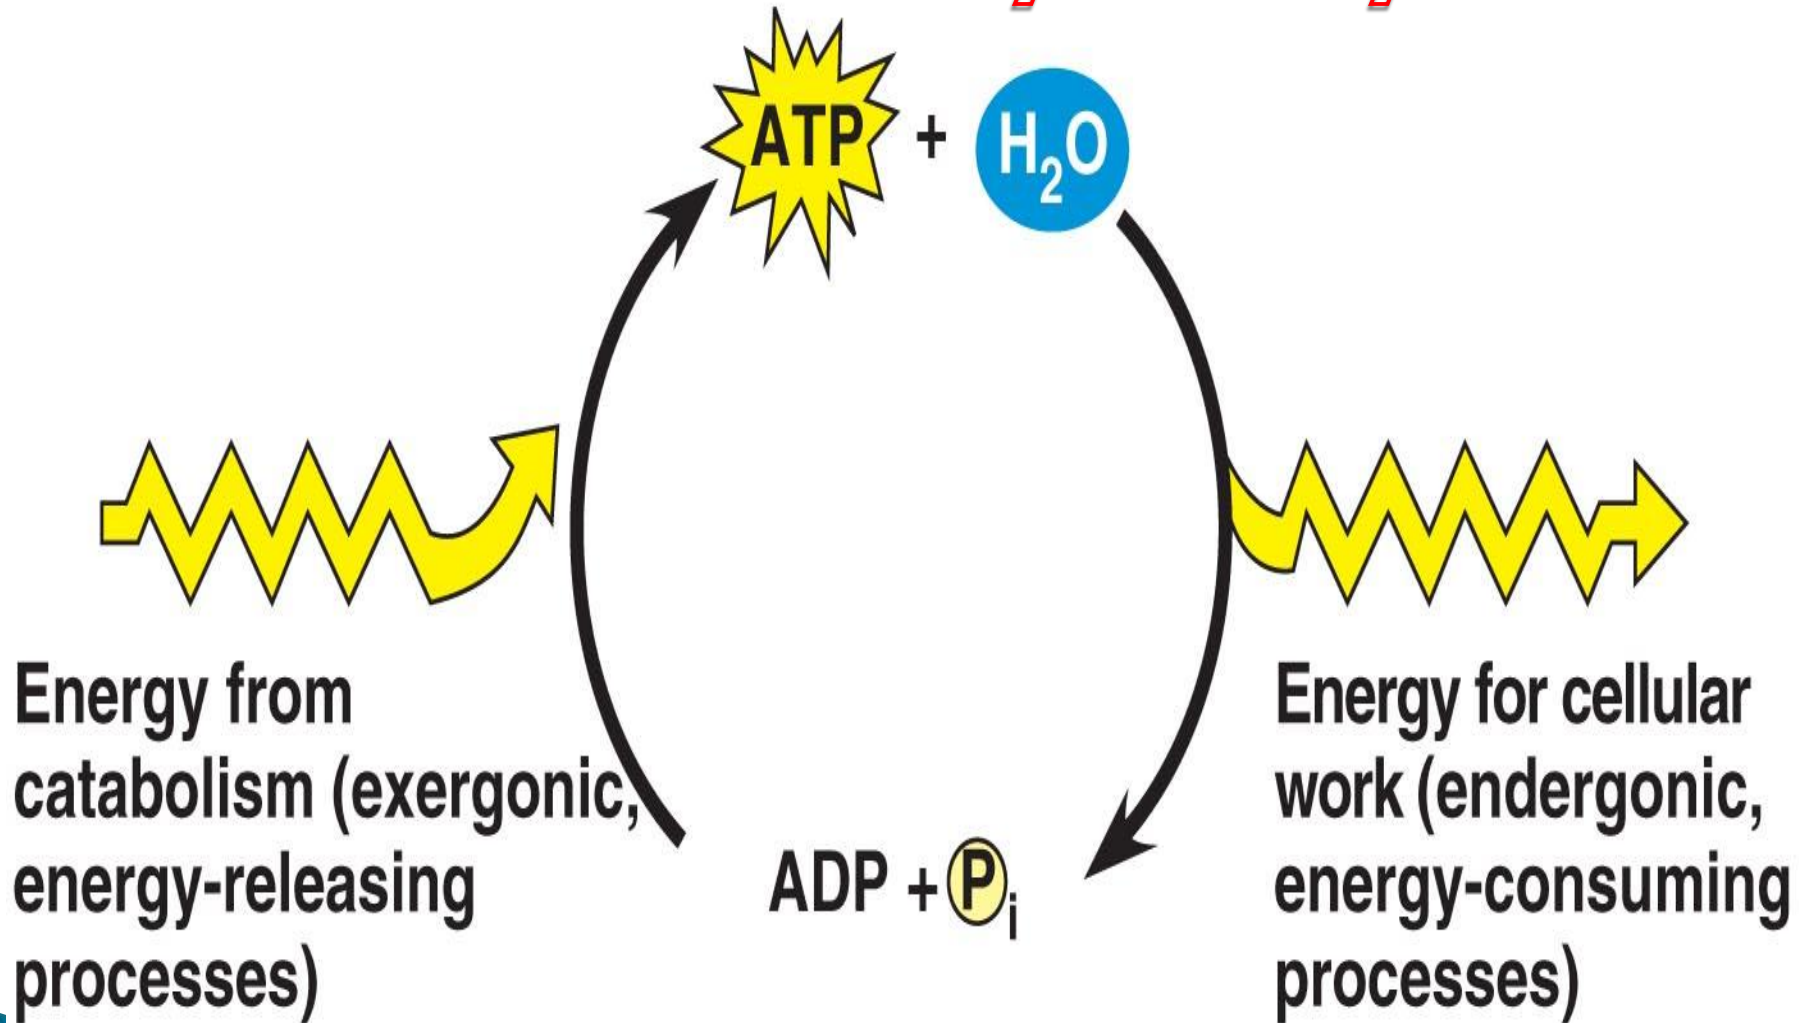 ATP + H₂O
Energy from
catabolism (exergonic,
energy-releasing
processes)
ADP + Pᵢ
Energy for cellular
work (endergonic,
energy-consuming
processes)